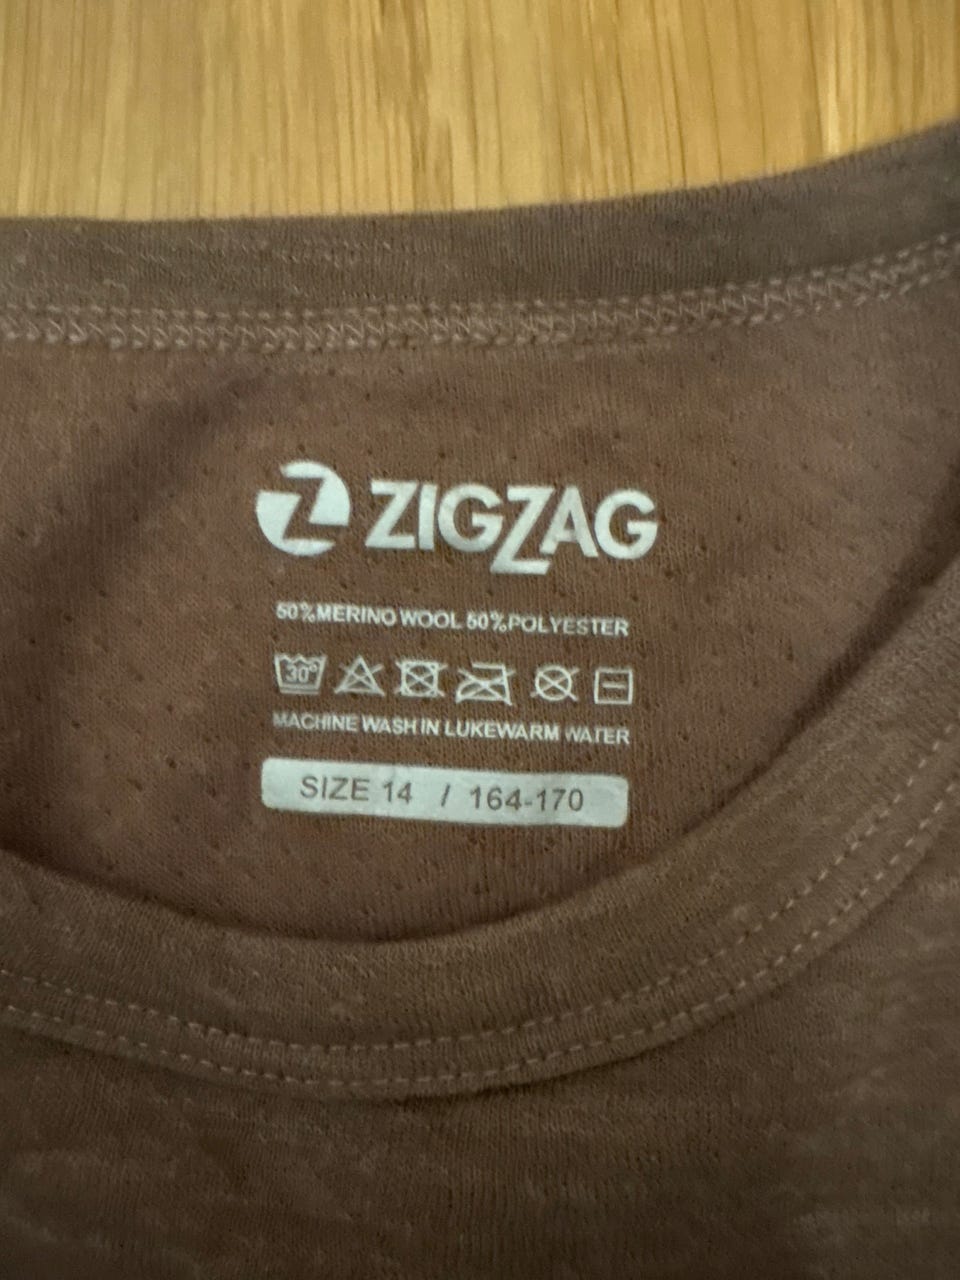 ZIGZAG
50%MERINO WOOL 50%POLYESTER
30°
MACHINE WASH IN LUKEWARM WATER
SIZE 14 / 164-170